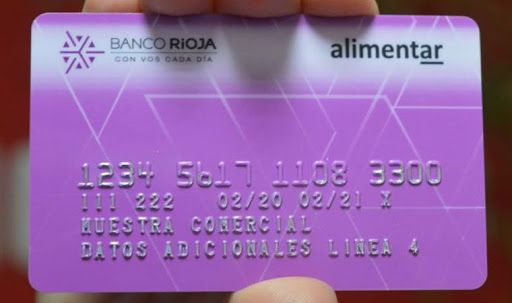 BANCO RIOJA
CON VOS CADA DÍA
alimentar
1234 5617 1108 3300
111 222 02/20 02/21 X
MUESTRA COMERCIAL
DATOS ADICIONALES LINEA 4